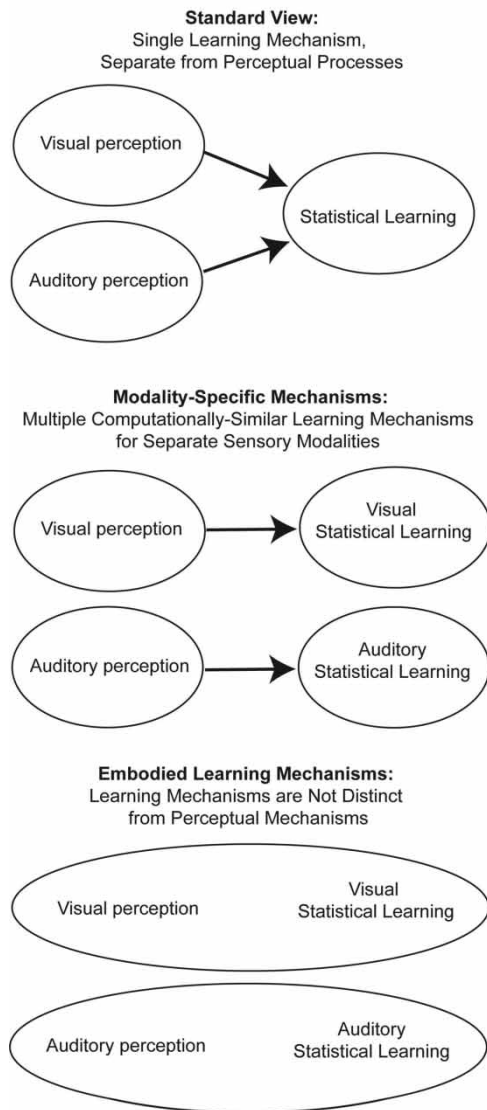 Standard View:
Single Learning Mechanism,
Separate from Perceptual Processes
Visual perception
Statistical Learning
Auditory perception
Modality-Specific Mechanisms:
Multiple Computationally-Similar Learning Mechanisms
for Separate Sensory Modalities
Visual perception
Visual
Statistical Learning
Auditory perception
Auditory
Statistical Learning
Embodied Learning Mechanisms:
Learning Mechanisms are Not Distinct
from Perceptual Mechanisms
Visual perception
Visual
Statistical Learning
Auditory perception
Auditory
Statistical Learning